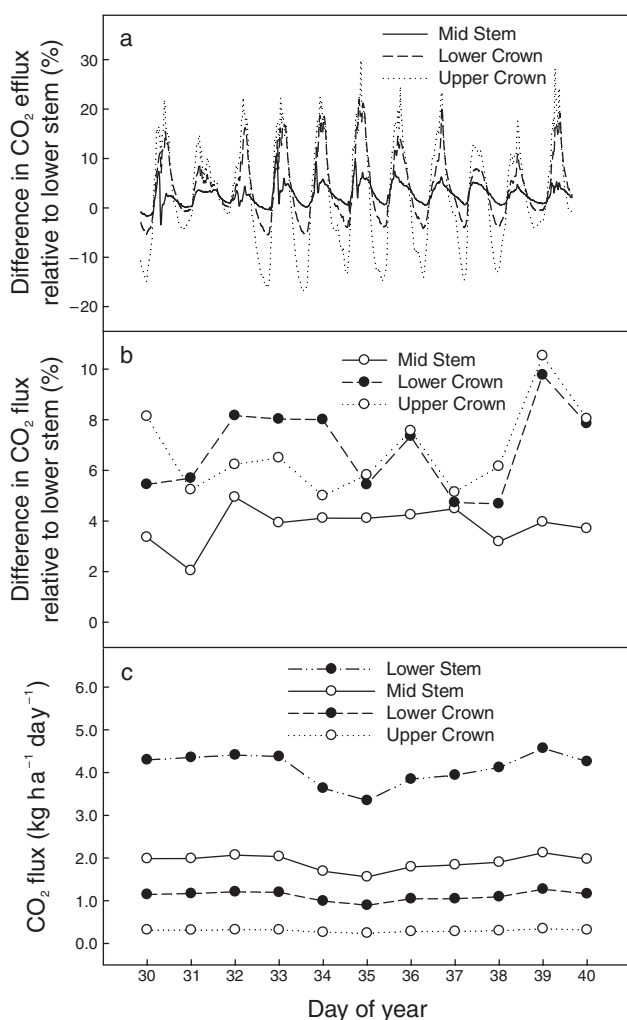 a
Mid Stem
Lower Crown
Upper Crown
30
20
10
0
−10
−20
Difference in CO₂ efflux
relative to lower stem (%)
b
Mid Stem
Lower Crown
Upper Crown
10
8
6
4
2
0
Difference in CO₂ flux
relative to lower stem (%)
c
Lower Stem
Mid Stem
Lower Crown
Upper Crown
6.0
5.0
4.0
3.0
2.0
1.0
0.0
CO₂ flux (kg ha⁻¹ day⁻¹)
30 31 32 33 34 35 36 37 38 39 40
Day of year